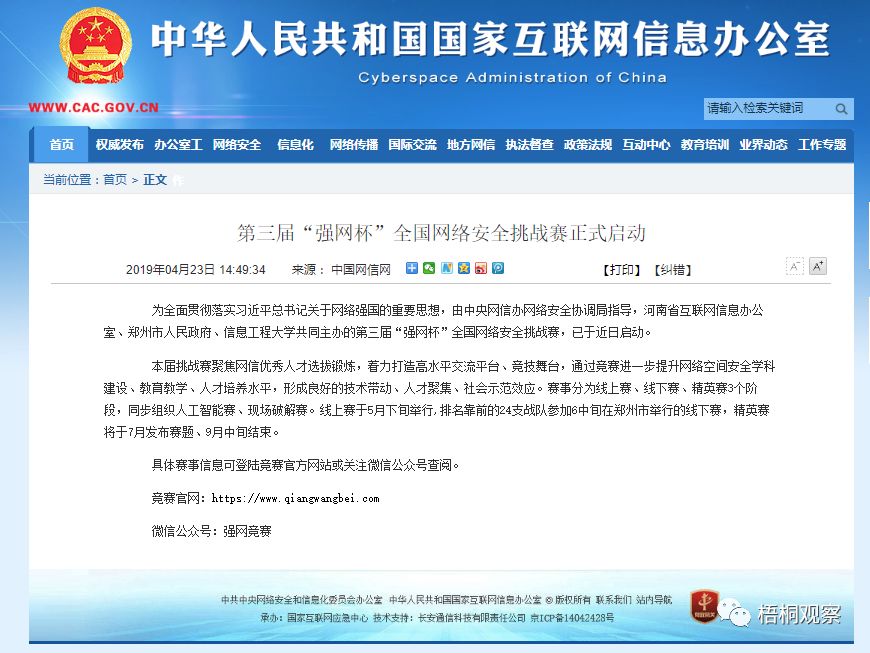 中华人民共和国国家互联网信息办公室
Cyberspace Administration of China
WWW.CAC.GOV.CN
请输入检索关键词
首页 权威发布 办公室工 网络安全 信息化 网络传播 国际交流 地方网信 执法督查 政策法规 互动中心 教育培训 业界动态 工作专题
当前位置：首页 > 正文 作
第三届“强网杯”全国网络安全挑战赛正式启动
2019年04月23日 14:49:34 来源： 中国网信网 【打印】【纠错】 A- A+
为全面贯彻落实习近平总书记关于网络强国的重要思想，由中央网信办网络安全协调局指导，河南省互联网信息办公
室、郑州市人民政府、信息工程大学共同主办的第三届“强网杯”全国网络安全挑战赛，已于近日启动。
本届挑战赛聚焦网信优秀人才选拔锻炼，着力打造高水平交流平台、竞技舞台，通过竞赛进一步提升网络空间安全学科
建设、教育教学、人才培养水平，形成良好的技术带动、人才聚集、社会示范效应。赛事分为线上赛、线下赛、精英赛3个阶
段，同步组织人工智能赛、现场破解赛。线上赛于5月下旬举行,排名靠前的24支战队参加6中旬在郑州市举行的线下赛，精英赛
将于7月发布赛题、9月中旬结束。
具体赛事信息可登陆竞赛官方网站或关注微信公众号查阅。
竞赛官网：https://www.qiangwangbei.com
微信公众号：强网竞赛
中共中央网络安全和信息化委员会办公室 中华人民共和国国家互联网信息办公室 © 版权所有 联系我们 站内导航
承办：国家互联网应急中心 技术支持：长安通信科技有限责任公司 京ICP备14042428号
梧桐观察